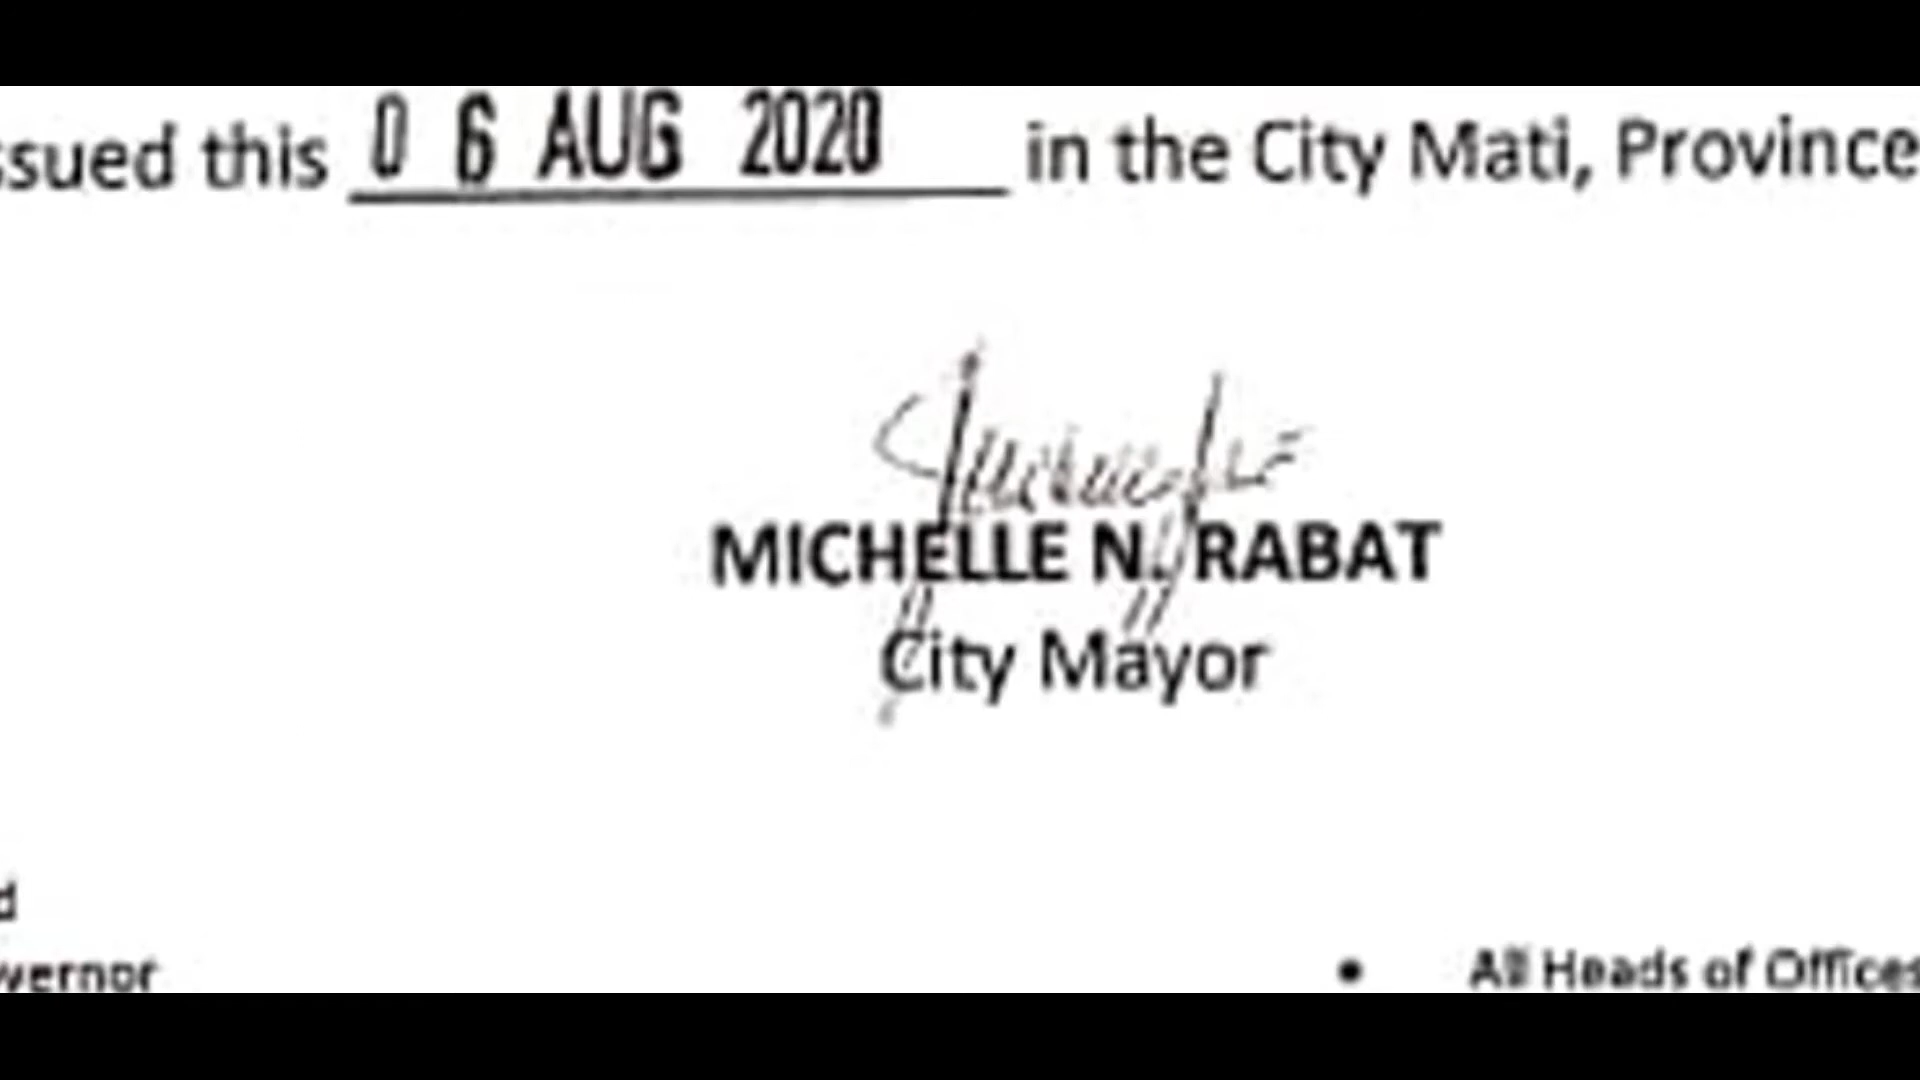 ssued this 0 6 AUG 2020 in the City Mati, Province
MICHELLE N. RABAT
City Mayor
d
vernor
• All Heads of Offices